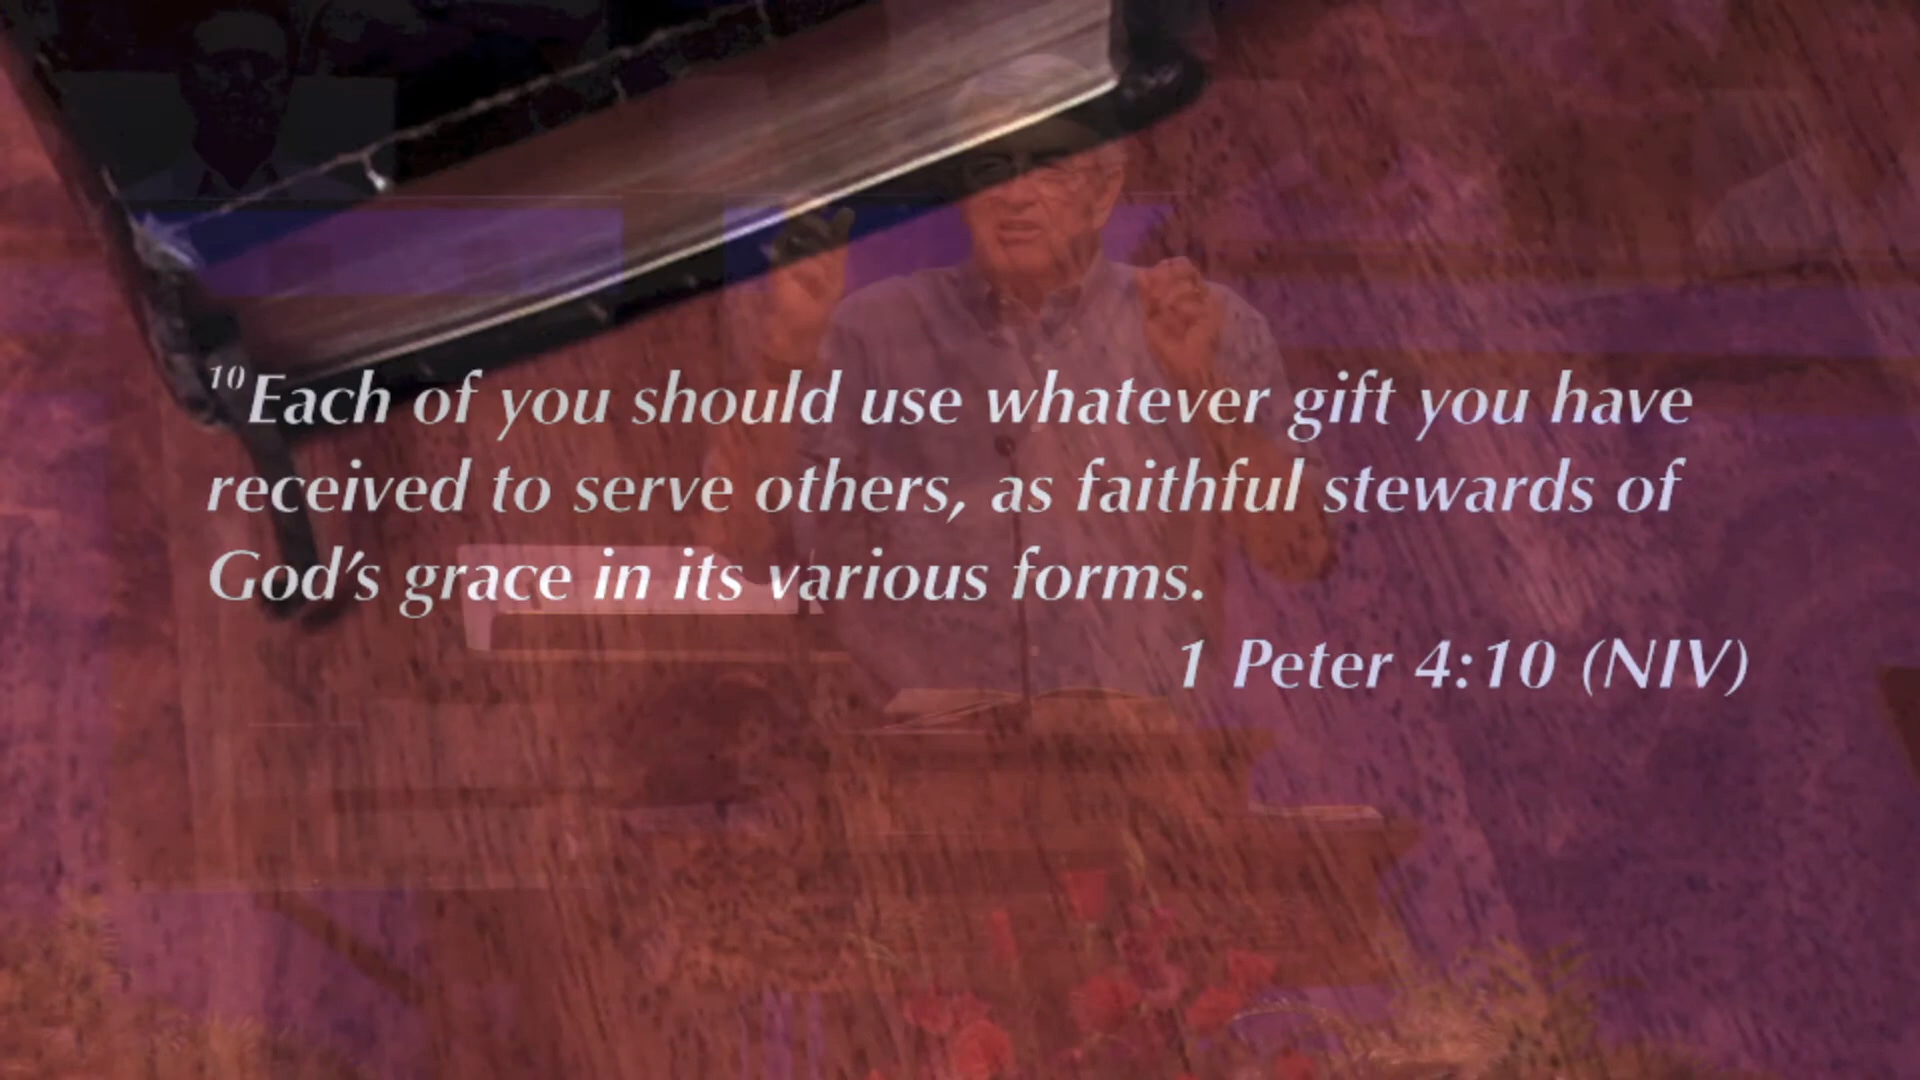 ¹⁰Each of you should use whatever gift you have
received to serve others, as faithful stewards of
God’s grace in its various forms.
1 Peter 4:10 (NIV)